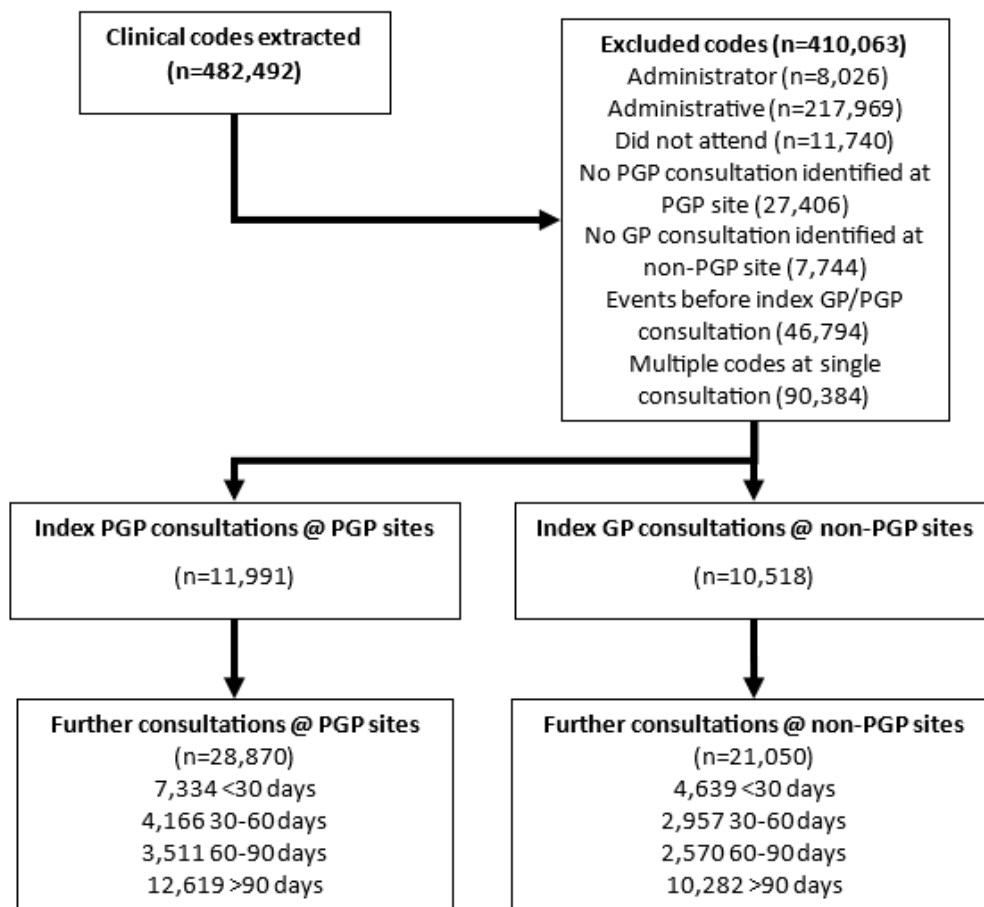 Clinical codes extracted
(n=482,492)
Excluded codes (n=410,063)
Administrator (n=8,026)
Administrative (n=217,969)
Did not attend (n=11,740)
No PGP consultation identified at
PGP site (27,406)
No GP consultation identified at
non-PGP site (7,744)
Events before index GP/PGP
consultation (46,794)
Multiple codes at single
consultation (90,384)
Index PGP consultations @ PGP sites
(n=11,991)
Index GP consultations @ non-PGP sites
(n=10,518)
Further consultations @ PGP sites
(n=28,870)
7,334 <30 days
4,166 30-60 days
3,511 60-90 days
12,619 >90 days
Further consultations @ non-PGP sites
(n=21,050)
4,639 <30 days
2,957 30-60 days
2,570 60-90 days
10,282 >90 days